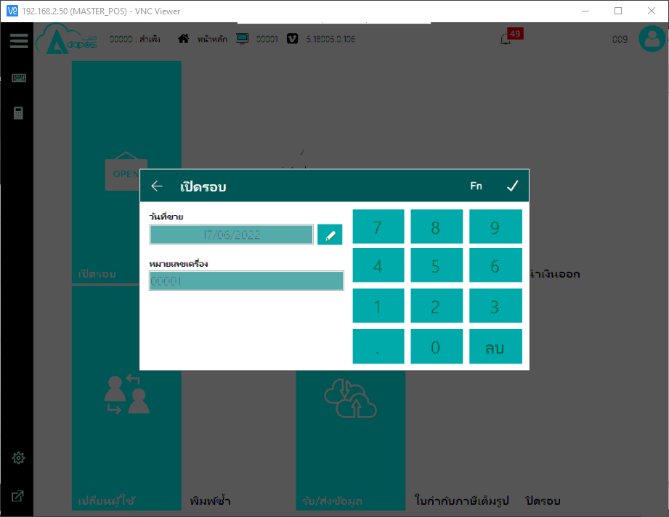 192.168.2.50 (MASTER_POS) - VNC Viewer
Adapos 00000 : สำเพ็ง หน้าหลัก 00001 5.18005.0.106 49 009
OPEN
เปิดรอบ Fn
วันที่ขาย
17/06/2022
หมายเลขเครื่อง
00001
7 8 9
4 5 6
1 2 3
. 0 ลบ
เปิดรอบ นำเงินออก
เปลี่ยนผู้ใช้ พิมพ์ซ้ำ รับ/ส่งข้อมูล ใบกำกับภาษีเต็มรูป ปิดรอบ